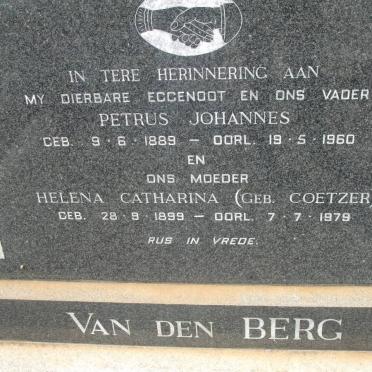 IN TERE HERINNERING AAN
MY DIERBARE EGGENOOT EN ONS VADER
PETRUS JOHANNES
GEB. 9-6-1889 — OORL. 19-5-1960
EN
ONS MOEDER
HELENA CATHARINA (GEB. COETZER)
GEB. 28-9-1899 — OORL. 7-7-1979
RUS IN VREDE.
VAN DEN BERG